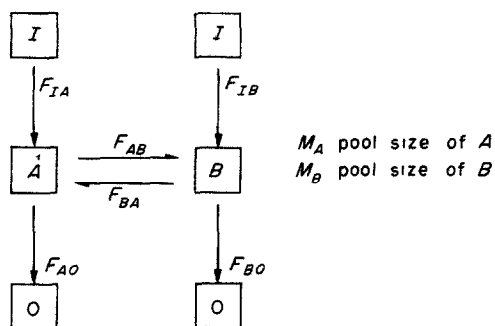 I I
F_IA F_IB
F_AB
A B
F_BA
M_A pool size of A
M_B pool size of B
F_AO F_BO
O O